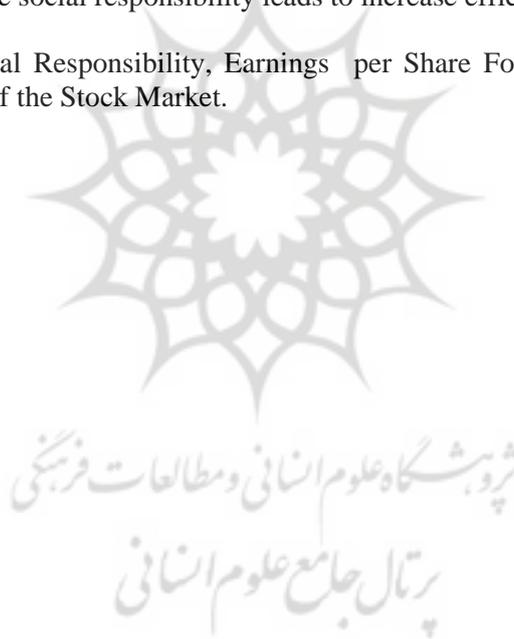 e social responsibility leads to increase effic
al Responsibility, Earnings per Share Fo
f the Stock Market.
پژوهشگاه علوم انسانی و مطالعات فرهنگی
پرتال جامع علوم انسانی